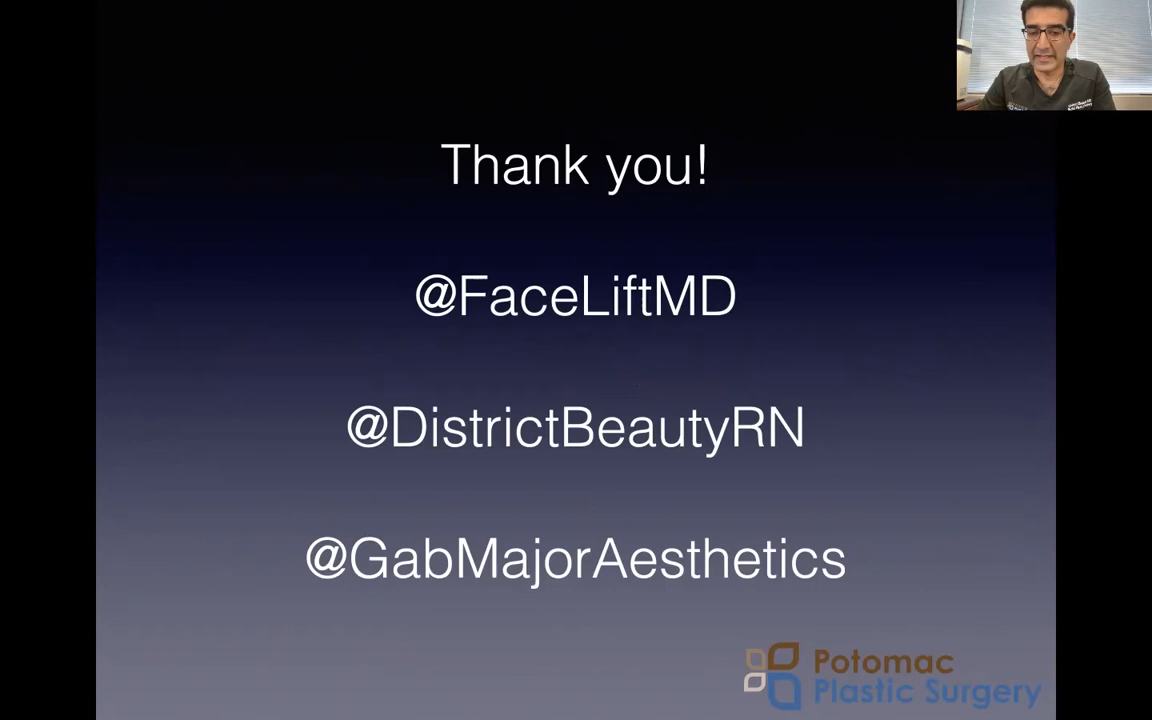 Thank you!
@FaceLiftMD
@DistrictBeautyRN
@GabMajorAesthetics
Potomac
Plastic Surgery